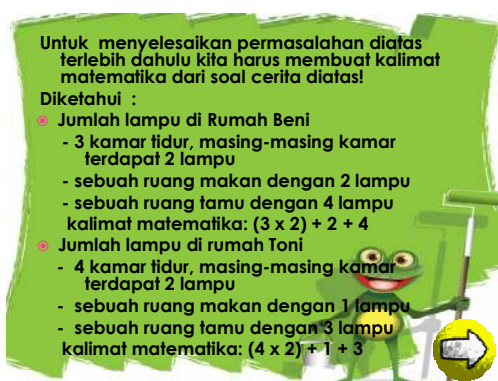 Untuk menyelesaikan permasalahan diatas
terlebih dahulu kita harus membuat kalimat
matematika dari soal cerita diatas!
Diketahui :
Jumlah lampu di Rumah Beni
- 3 kamar tidur, masing-masing kamar
terdapat 2 lampu
- sebuah ruang makan dengan 2 lampu
- sebuah ruang tamu dengan 4 lampu
kalimat matematika: (3 x 2) + 2 + 4
Jumlah lampu di rumah Toni
- 4 kamar tidur, masing-masing kamar
terdapat 2 lampu
- sebuah ruang makan dengan 1 lampu
- sebuah ruang tamu dengan 3 lampu
kalimat matematika: (4 x 2) + 1 + 3